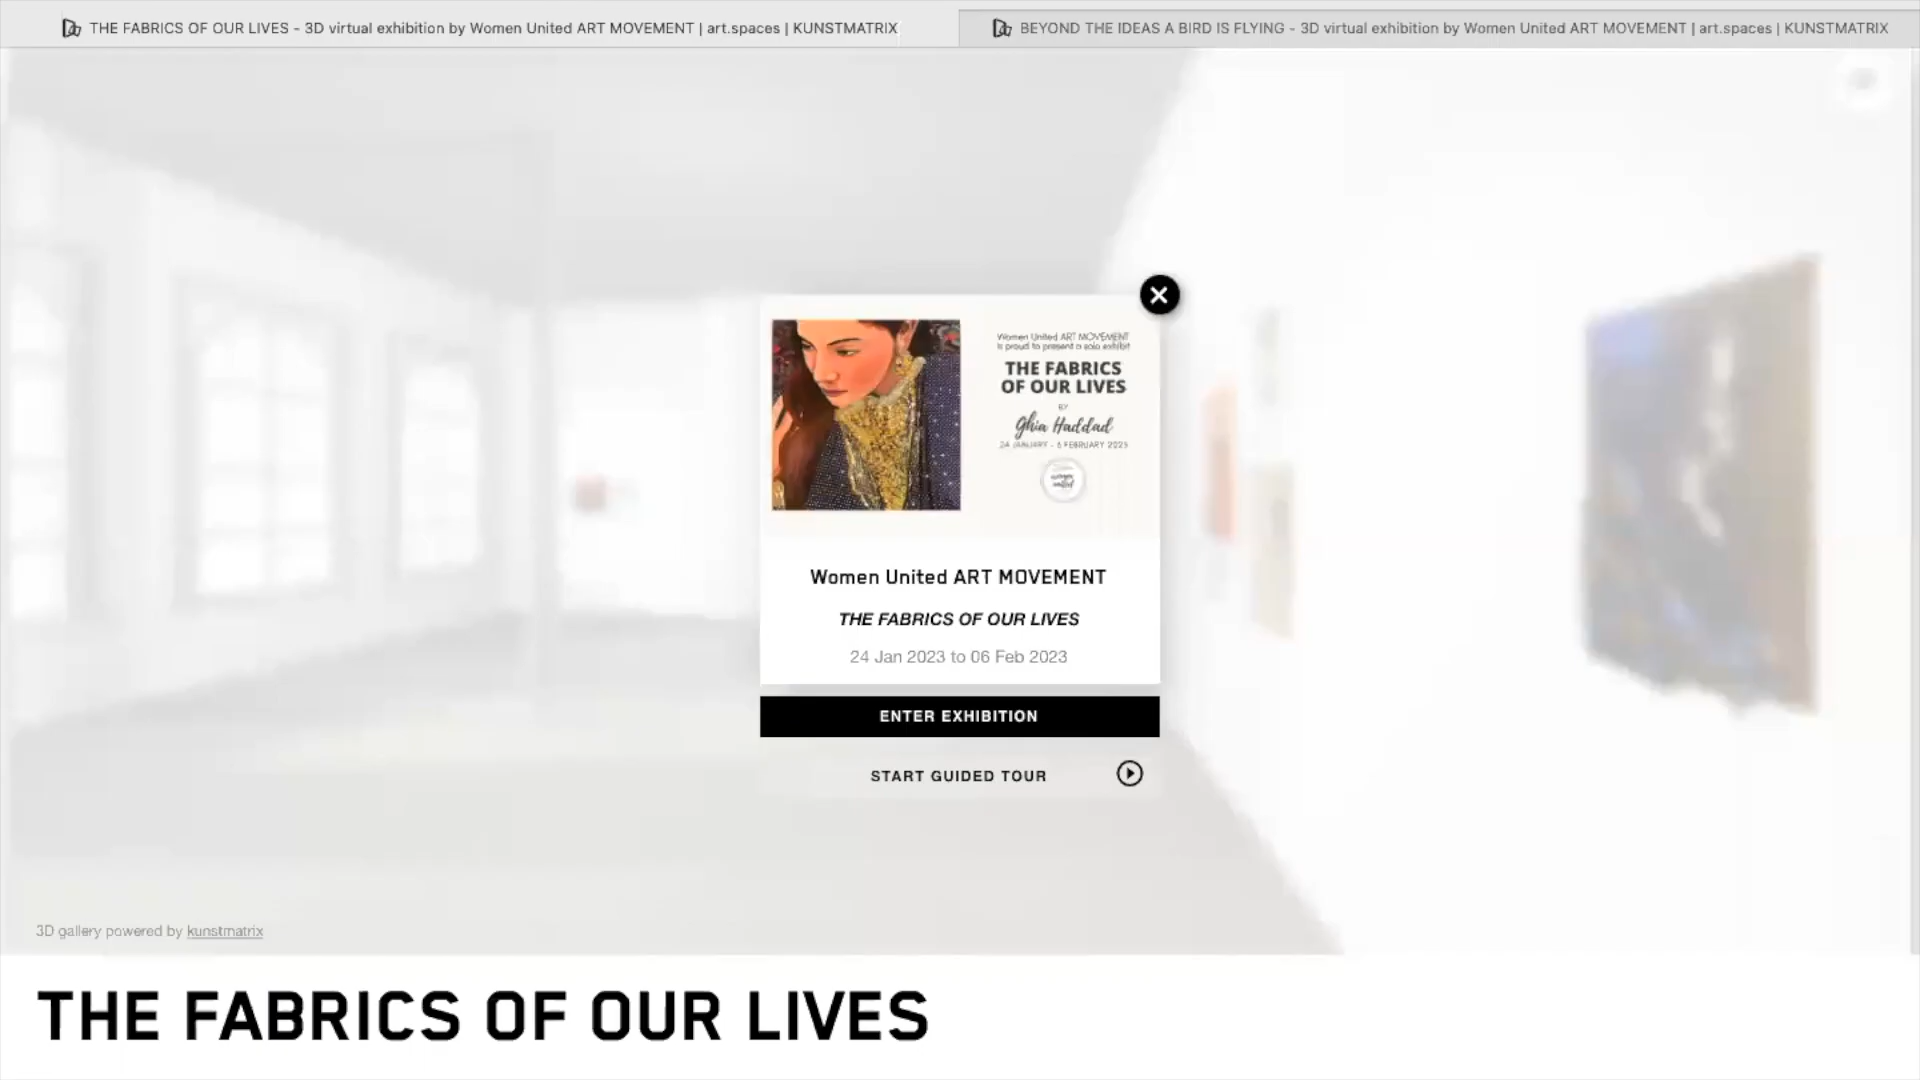 THE FABRICS OF OUR LIVES - 3D virtual exhibition by Women United ART MOVEMENT | art.spaces | KUNSTMATRIX
BEYOND THE IDEAS A BIRD IS FLYING - 3D virtual exhibition by Women United ART MOVEMENT | art.spaces | KUNSTMATRIX
Women United ART MOVEMENT
is proud to present a solo exhibit
THE FABRICS
OF OUR LIVES
BY
Ghia Haddad
24 JANUARY - 6 FEBRUARY 2023
women
united
Women United ART MOVEMENT
THE FABRICS OF OUR LIVES
24 Jan 2023 to 06 Feb 2023
ENTER EXHIBITION
START GUIDED TOUR
3D gallery powered by kunstmatrix
THE FABRICS OF OUR LIVES